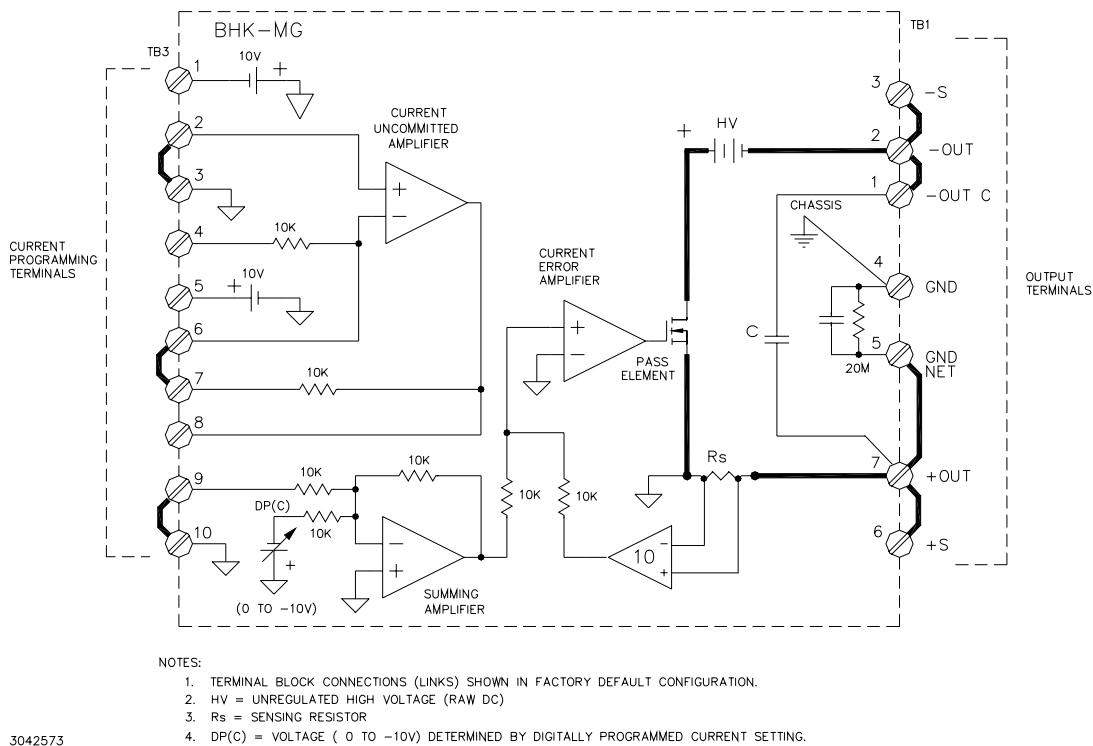 BHK-MG
TB1
TB3
1
10V
+
3
-S
CURRENT
UNCOMMITTED
AMPLIFIER
2
+
HV
2
-OUT
3
+
−
1
-OUT C
CHASSIS
4
10K
CURRENT
PROGRAMMING
TERMINALS
CURRENT
ERROR
AMPLIFIER
4
GND
OUTPUT
TERMINALS
5
+
10V
6
+
−
C
5
GND
NET
PASS
ELEMENT
20M
7
10K
8
Rs
7
+OUT
9
10K
10K
10K
10K
DP(C)
10K
+
10
(0 TO -10V)
−
+
SUMMING
AMPLIFIER
10
−
+
6
+S
NOTES:
1. TERMINAL BLOCK CONNECTIONS (LINKS) SHOWN IN FACTORY DEFAULT CONFIGURATION.
2. HV = UNREGULATED HIGH VOLTAGE (RAW DC)
3. Rs = SENSING RESISTOR
4. DP(C) = VOLTAGE ( 0 TO -10V) DETERMINED BY DIGITALLY PROGRAMMED CURRENT SETTING.
3042573